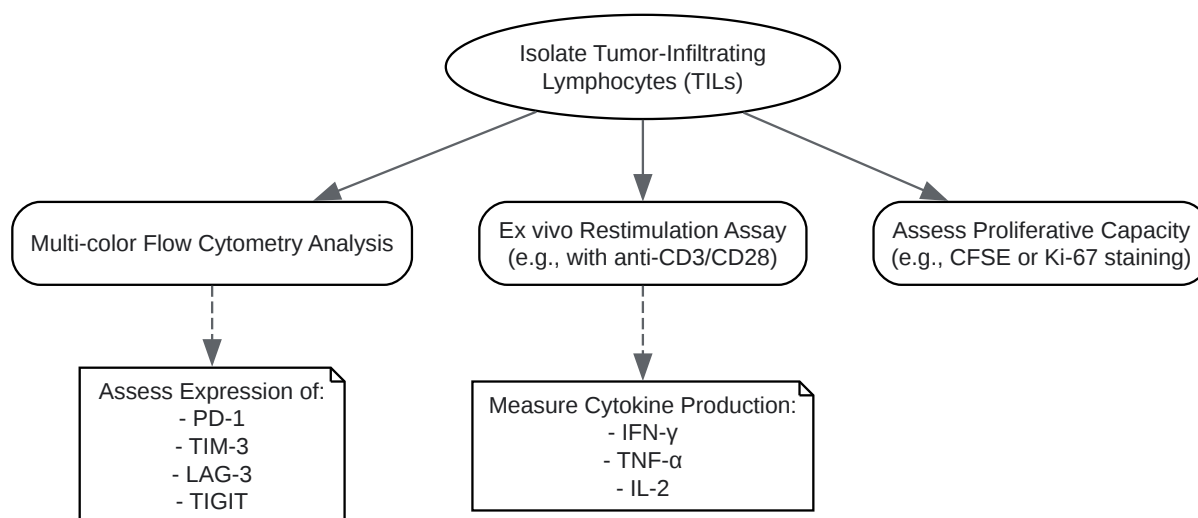 Isolate Tumor-Infiltrating
Lymphocytes (TILs)
Multi-color Flow Cytometry Analysis
Ex vivo Restimulation Assay
(e.g., with anti-CD3/CD28)
Assess Proliferative Capacity
(e.g., CFSE or Ki-67 staining)
Assess Expression of:
- PD-1
- TIM-3
- LAG-3
- TIGIT
Measure Cytokine Production:
- IFN-γ
- TNF-α
- IL-2